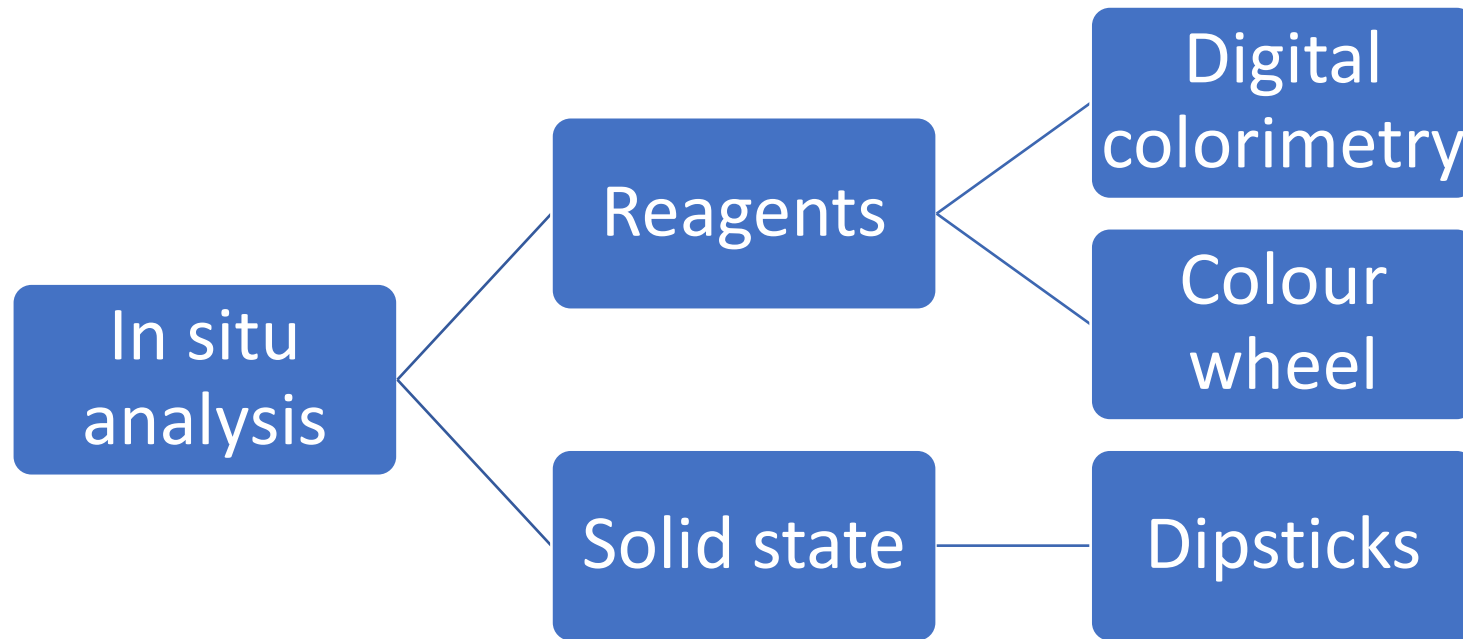 In situ
analysis
Reagents
Solid state
Digital
colorimetry
Colour
wheel
Dipsticks